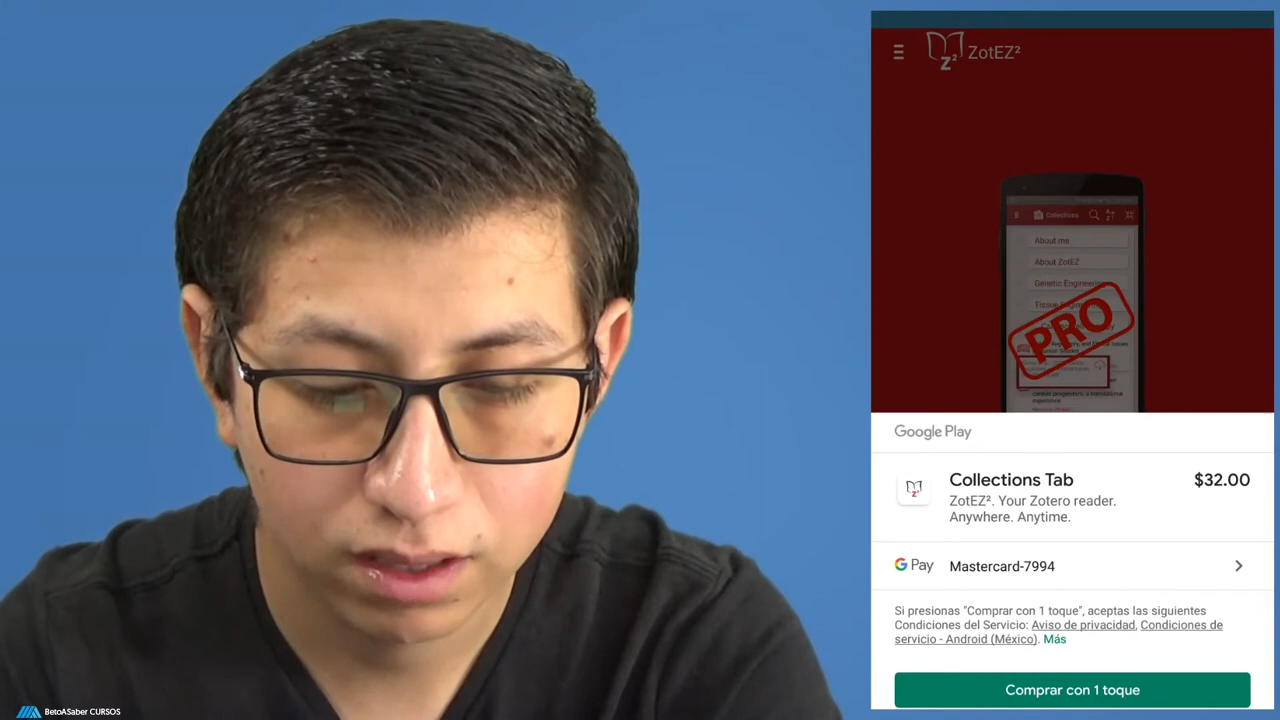 ZotEZ²
Collections
About me
About ZotEZ
Genetic Engineering
PRO
Google Play
Collections Tab
$32.00
ZotEZ². Your Zotero reader.
Anywhere. Anytime.
G Pay
Mastercard-7994
Si presionas "Comprar con 1 toque", aceptas las siguientes
Condiciones del Servicio: Aviso de privacidad, Condiciones de
servicio - Android (México). Más
Comprar con 1 toque
BetoASaber CURSOS